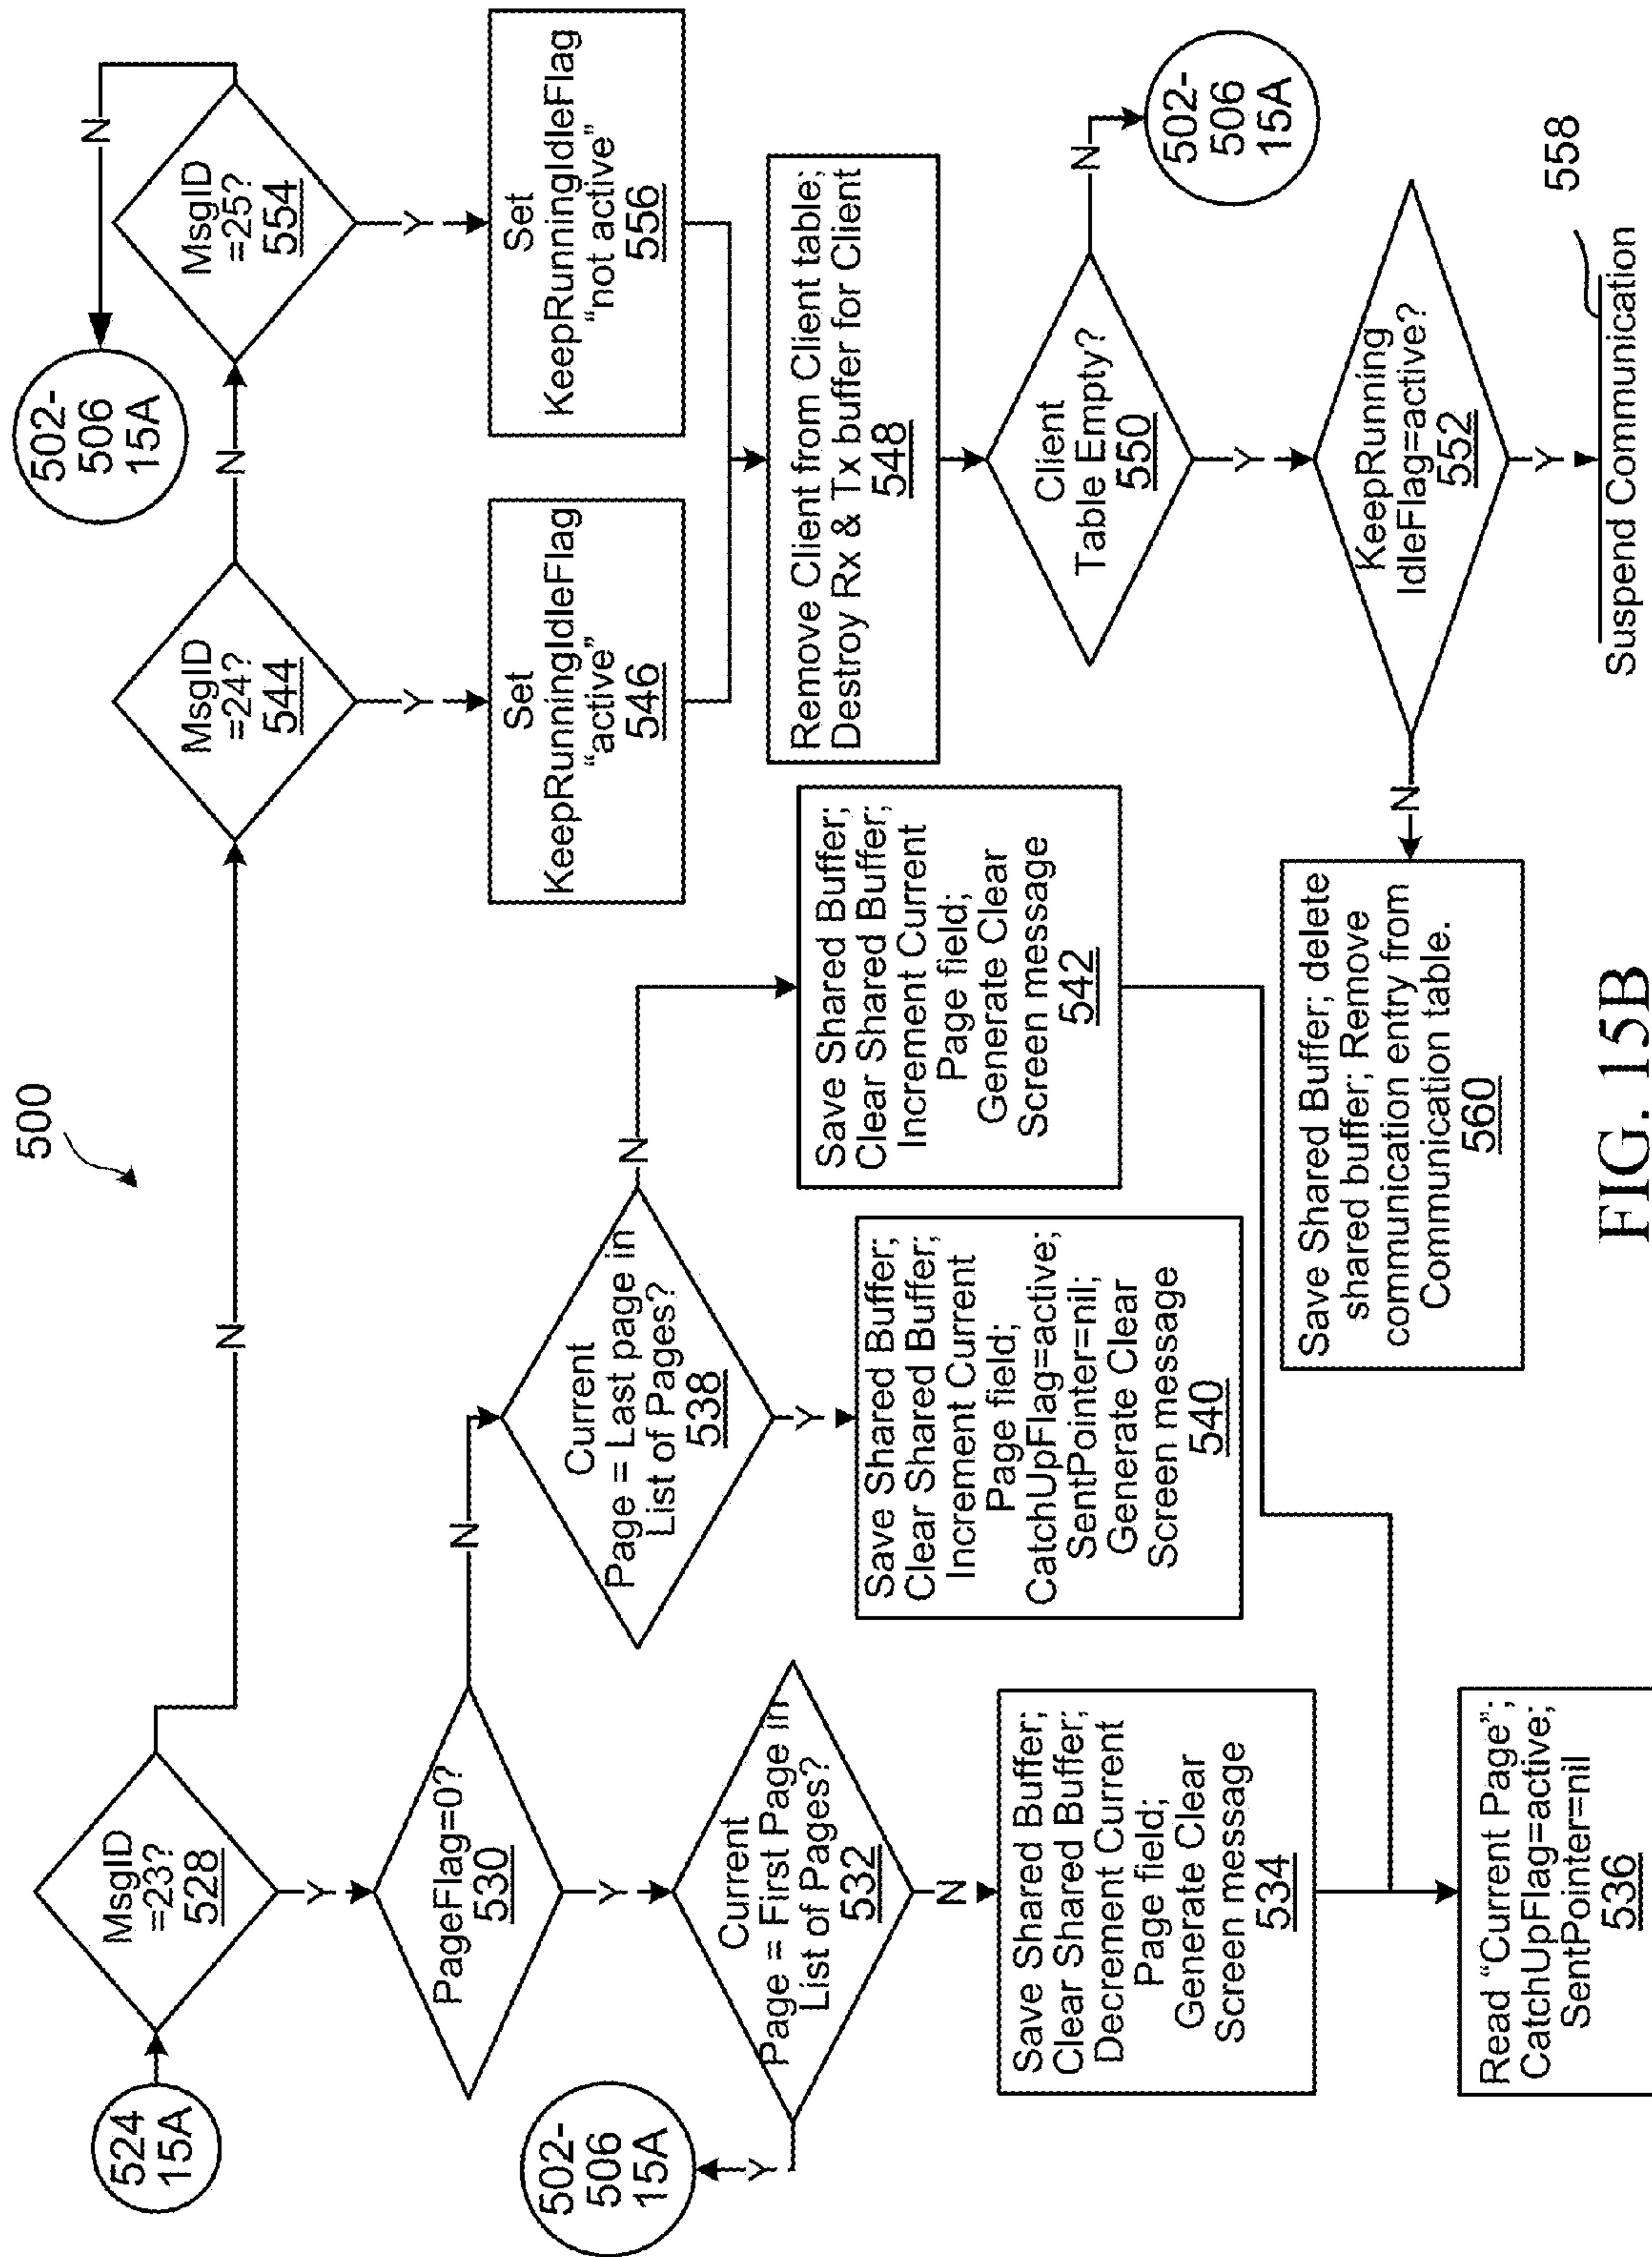 500
524
15A
MsgID
=23?
528
N
Y
PageFlag=0?
530
N
Y
Current
Page = First Page in
List of Pages?
532
Y
502-
506
15A
N
Save Shared Buffer;
Clear Shared Buffer;
Decrement Current
Page field;
Generate Clear
Screen message
534
Read "Current Page";
CatchUpFlag=active;
SentPointer=nil
536
Current
Page = Last page in
List of Pages?
538
N
Y
Save Shared Buffer;
Clear Shared Buffer;
Increment Current
Page field;
CatchUpFlag=active;
SentPointer=nil;
Generate Clear
Screen message
540
Save Shared Buffer;
Clear Shared Buffer;
Increment Current
Page field;
Generate Clear
Screen message
542
MsgID
=24?
544
N
Y
Set
KeepRunningIdleFlag
"active"
546
MsgID
=25?
554
N
502-
506
15A
Y
Set
KeepRunningIdleFlag
"not active"
556
Remove Client from Client table;
Destroy Rx & Tx buffer for Client
548
Client
Table Empty?
550
N
502-
506
15A
Y
KeepRunning
IdleFlag=active?
552
N
Y
Suspend Communication
558
Save Shared Buffer; delete
shared buffer; Remove
communication entry from
Communication table.
560
FIG. 15B